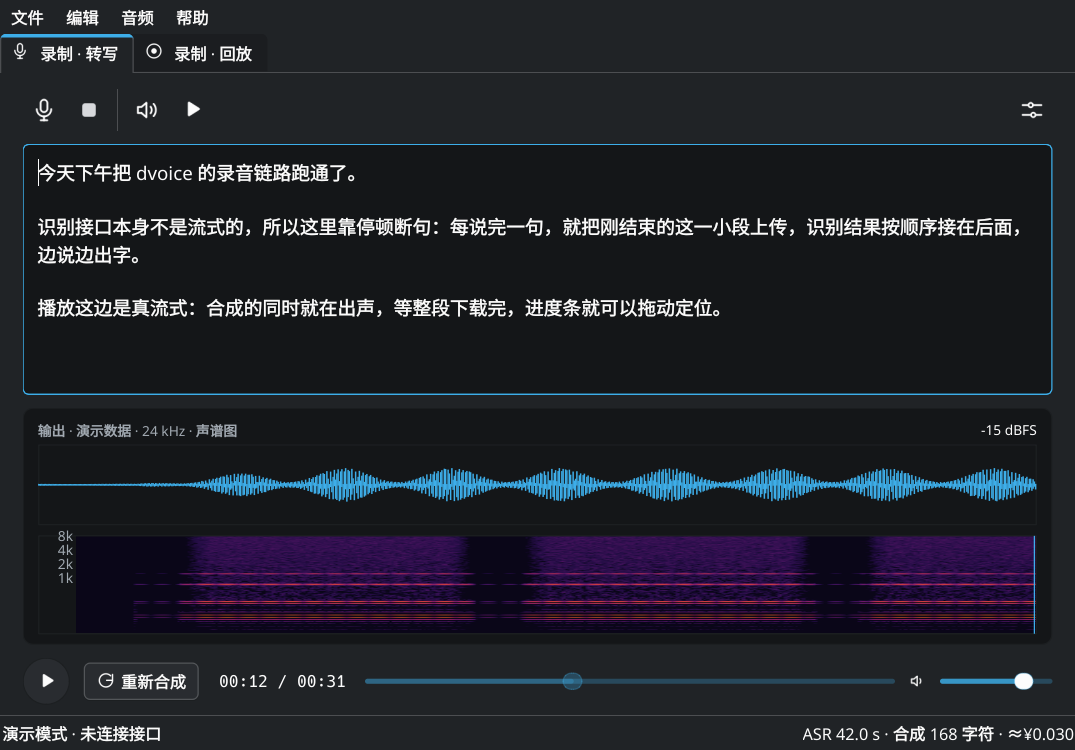 文件 编辑 音频 帮助
录制 · 转写 录制 · 回放
今天下午把 dvoice 的录音链路跑通了。
识别接口本身不是流式的，所以这里靠停顿断句：每说完一句，就把刚结束的这一小段上传，识别结果按顺序接在后面，
边说边出字。
播放这边是真流式：合成的同时就在出声，等整段下载完，进度条就可以拖动定位。
输出 · 演示数据 · 24 kHz · 声谱图 -15 dBFS
8k
4k
2k
1k
重新合成 00:12 / 00:31
演示模式 · 未连接接口 ASR 42.0 s · 合成 168 字符 · ≈¥0.030